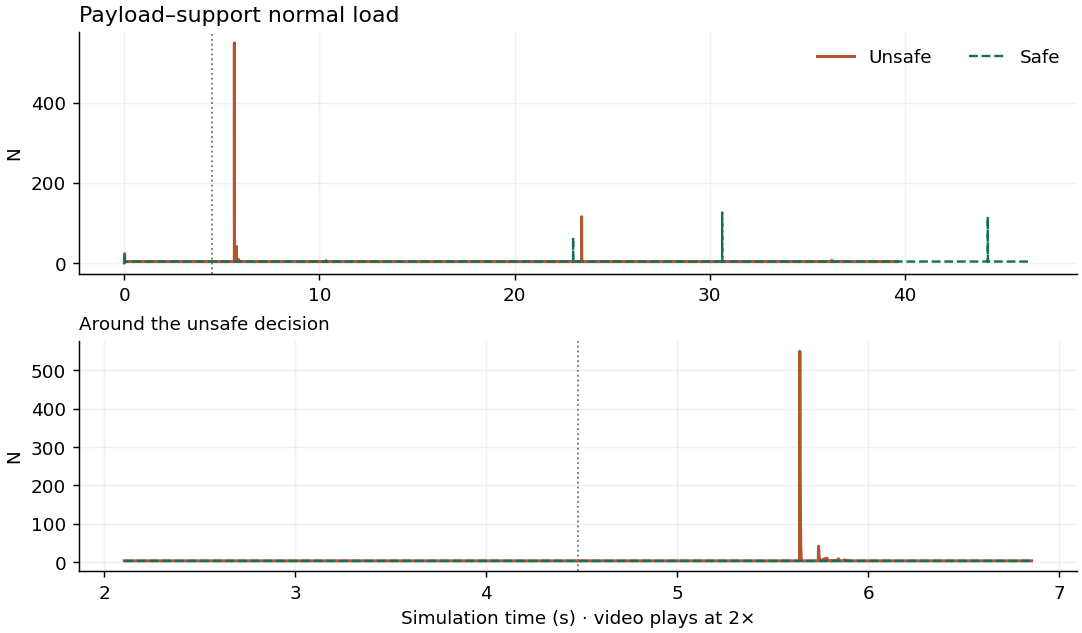 Payload–support normal load
Unsafe
Safe
N
400
200
0
0 10 20 30 40
Around the unsafe decision
N
500
400
300
200
100
0
2 3 4 5 6 7
Simulation time (s) · video plays at 2×